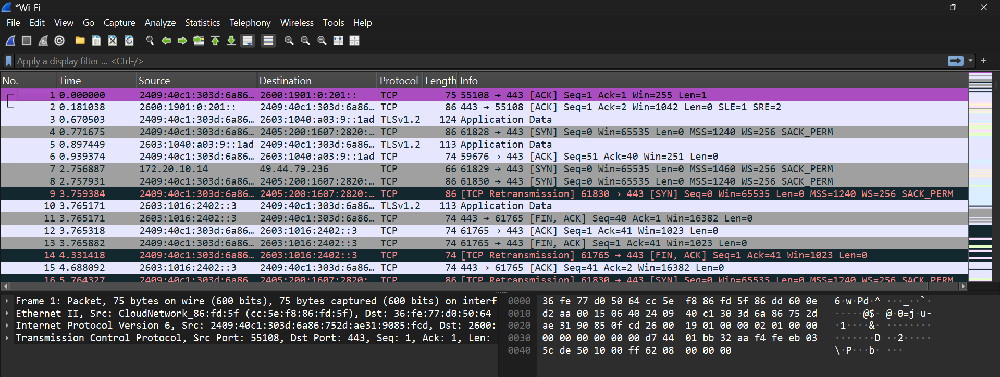 *Wi-Fi
File Edit View Go Capture Analyze Statistics Telephony Wireless Tools Help
Apply a display filter ... <Ctrl-/>
No. Time Source Destination Protocol Length Info
1 0.000000 2409:40c1:303d:6a86... 2600:1901:0:201:: TCP 75 55108 → 443 [ACK] Seq=1 Ack=1 Win=255 Len=1
2 0.181038 2600:1901:0:201:: 2409:40c1:303d:6a86... TCP 86 443 → 55108 [ACK] Seq=1 Ack=2 Win=1042 Len=0 SLE=1 SRE=2
3 0.670503 2409:40c1:303d:6a86... 2603:1040:a03:9::1ad TLSv1.2 124 Application Data
4 0.771675 2409:40c1:303d:6a86... 2405:200:1607:2820:... TCP 86 61828 → 443 [SYN] Seq=0 Win=65535 Len=0 MSS=1240 WS=256 SACK_PERM
5 0.897449 2603:1040:a03:9::1ad 2409:40c1:303d:6a86... TLSv1.2 113 Application Data
6 0.939374 2409:40c1:303d:6a86... 2603:1040:a03:9::1ad TCP 74 59676 → 443 [ACK] Seq=51 Ack=40 Win=251 Len=0
7 2.756887 172.20.10.14 49.44.79.236 TCP 66 61829 → 443 [SYN] Seq=0 Win=65535 Len=0 MSS=1460 WS=256 SACK_PERM
8 2.757931 2409:40c1:303d:6a86... 2405:200:1607:2820:... TCP 86 61830 → 443 [SYN] Seq=0 Win=65535 Len=0 MSS=1240 WS=256 SACK_PERM
9 3.759384 2409:40c1:303d:6a86... 2405:200:1607:2820:... TCP 86 [TCP Retransmission] 61830 → 443 [SYN] Seq=0 Win=65535 Len=0 MSS=1240 WS=256 SACK_PERM
10 3.765171 2603:1016:2402::3 2409:40c1:303d:6a86... TLSv1.2 113 Application Data
11 3.765171 2603:1016:2402::3 2409:40c1:303d:6a86... TCP 74 443 → 61765 [FIN, ACK] Seq=40 Ack=1 Win=16382 Len=0
12 3.765318 2409:40c1:303d:6a86... 2603:1016:2402::3 TCP 74 61765 → 443 [ACK] Seq=1 Ack=41 Win=1023 Len=0
13 3.765882 2409:40c1:303d:6a86... 2603:1016:2402::3 TCP 74 61765 → 443 [FIN, ACK] Seq=1 Ack=41 Win=1023 Len=0
14 4.331418 2409:40c1:303d:6a86... 2603:1016:2402::3 TCP 74 [TCP Retransmission] 61765 → 443 [FIN, ACK] Seq=1 Ack=41 Win=1023 Len=0
15 4.688092 2603:1016:2402::3 2409:40c1:303d:6a86... TCP 74 443 → 61765 [ACK] Seq=41 Ack=2 Win=16382 Len=0
16 5.764327 2409:40c1:303d:6a86... 2405:200:1607:2820:... TCP 86 [TCP Retransmission] 61830 → 443 [SYN] Seq=0 Win=65535 Len=0 MSS=1240 WS=256 SACK_PERM
Frame 1: Packet, 75 bytes on wire (600 bits), 75 bytes captured (600 bits) on interf
Ethernet II, Src: CloudNetwork_86:fd:5f (cc:5e:f8:86:fd:5f), Dst: 36:fe:77:d0:50:64
Internet Protocol Version 6, Src: 2409:40c1:303d:6a86:752d:ae31:9085:fcd, Dst: 2600:
Transmission Control Protocol, Src Port: 55108, Dst Port: 443, Seq: 1, Ack: 1, Len:
0000 36 fe 77 d0 50 64 cc 5e f8 86 fd 5f 86 dd 60 0e 6·w·Pd·^ ···_··`·
0010 d2 aa 00 15 06 40 24 09 40 c1 30 3d 6a 86 75 2d ·····@$· @·0=j·u-
0020 ae 31 90 85 0f cd 26 00 19 01 00 00 02 01 00 00 ·1····&· ········
0030 00 00 00 00 00 00 d7 44 01 bb 32 aa f4 fe eb 03 ·······D ··2·····
0040 5c de 50 10 00 ff 62 08 00 00 00 \·P···b· ···